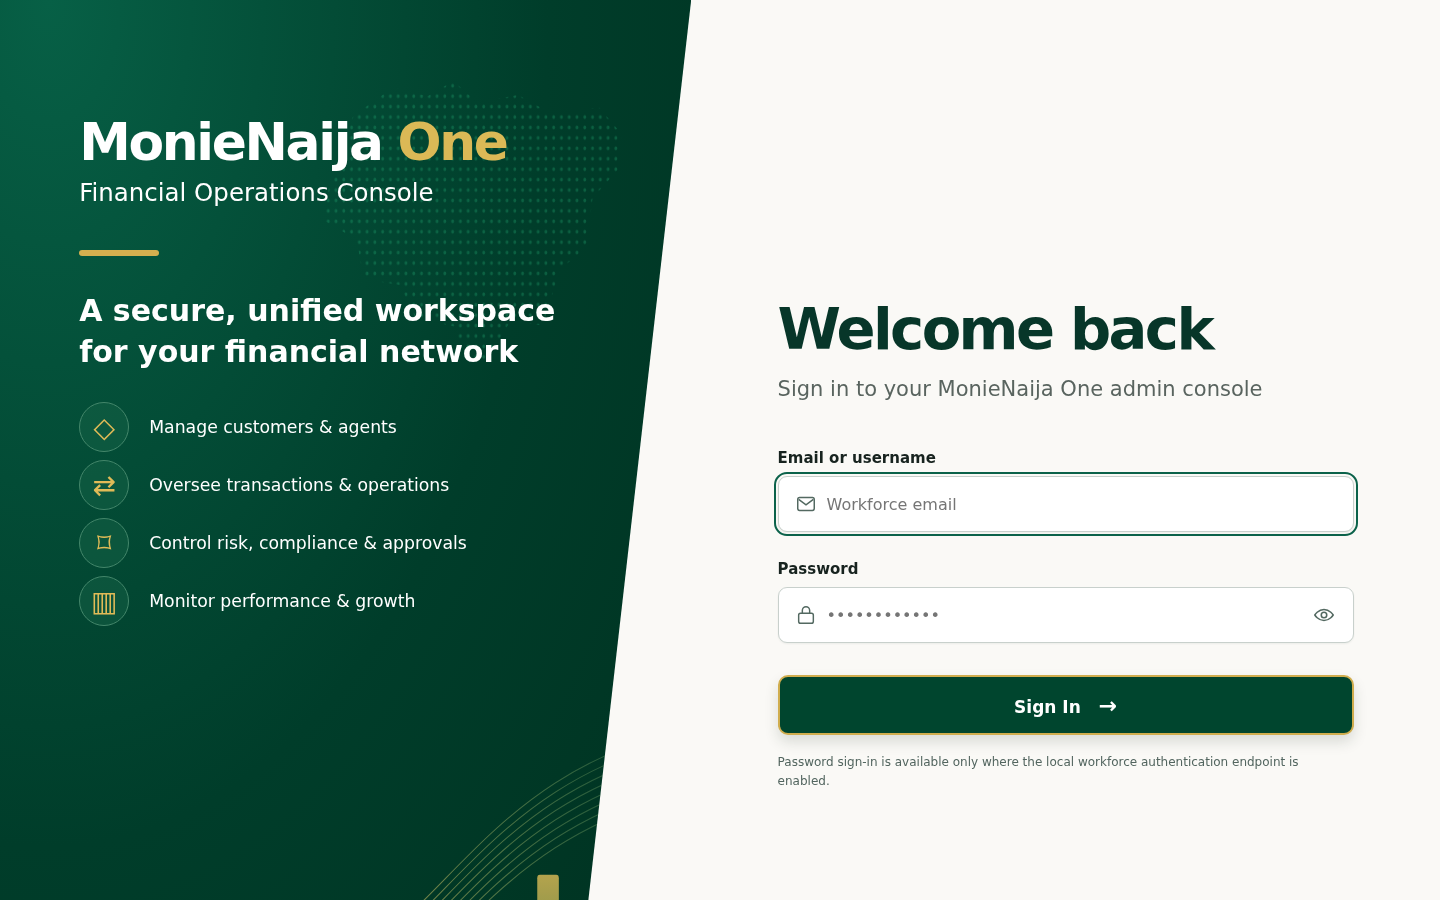 MonieNaija One
Financial Operations Console
A secure, unified workspace
for your financial network
Manage customers & agents
Oversee transactions & operations
Control risk, compliance & approvals
Monitor performance & growth
Welcome back
Sign in to your MonieNaija One admin console
Email or username
Workforce email
Password
••••••••••••
Sign In →
Password sign-in is available only where the local workforce authentication endpoint is
enabled.